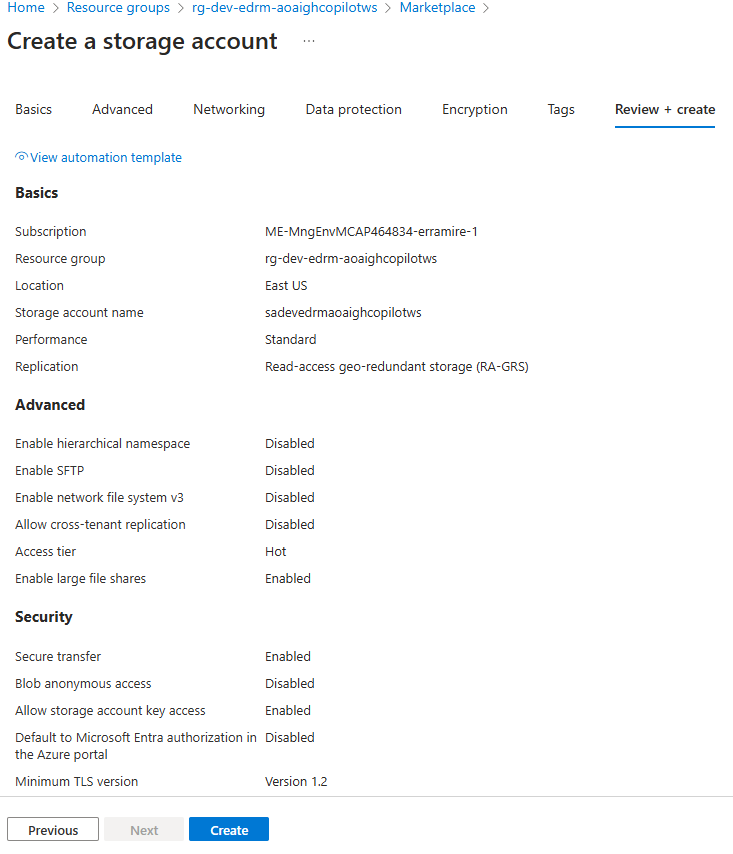 Home > Resource groups > rg-dev-edrm-aoaighcopilotws > Marketplace >
Create a storage account ...
Basics Advanced Networking Data protection Encryption Tags Review + create
View automation template
Basics
Subscription ME-MngEnvMCAP464834-erramire-1
Resource group rg-dev-edrm-aoaighcopilotws
Location East US
Storage account name sadevedrmaoaighcopilotws
Performance Standard
Replication Read-access geo-redundant storage (RA-GRS)
Advanced
Enable hierarchical namespace Disabled
Enable SFTP Disabled
Enable network file system v3 Disabled
Allow cross-tenant replication Disabled
Access tier Hot
Enable large file shares Enabled
Security
Secure transfer Enabled
Blob anonymous access Disabled
Allow storage account key access Enabled
Default to Microsoft Entra authorization in Disabled
the Azure portal
Minimum TLS version Version 1.2
Previous Next Create